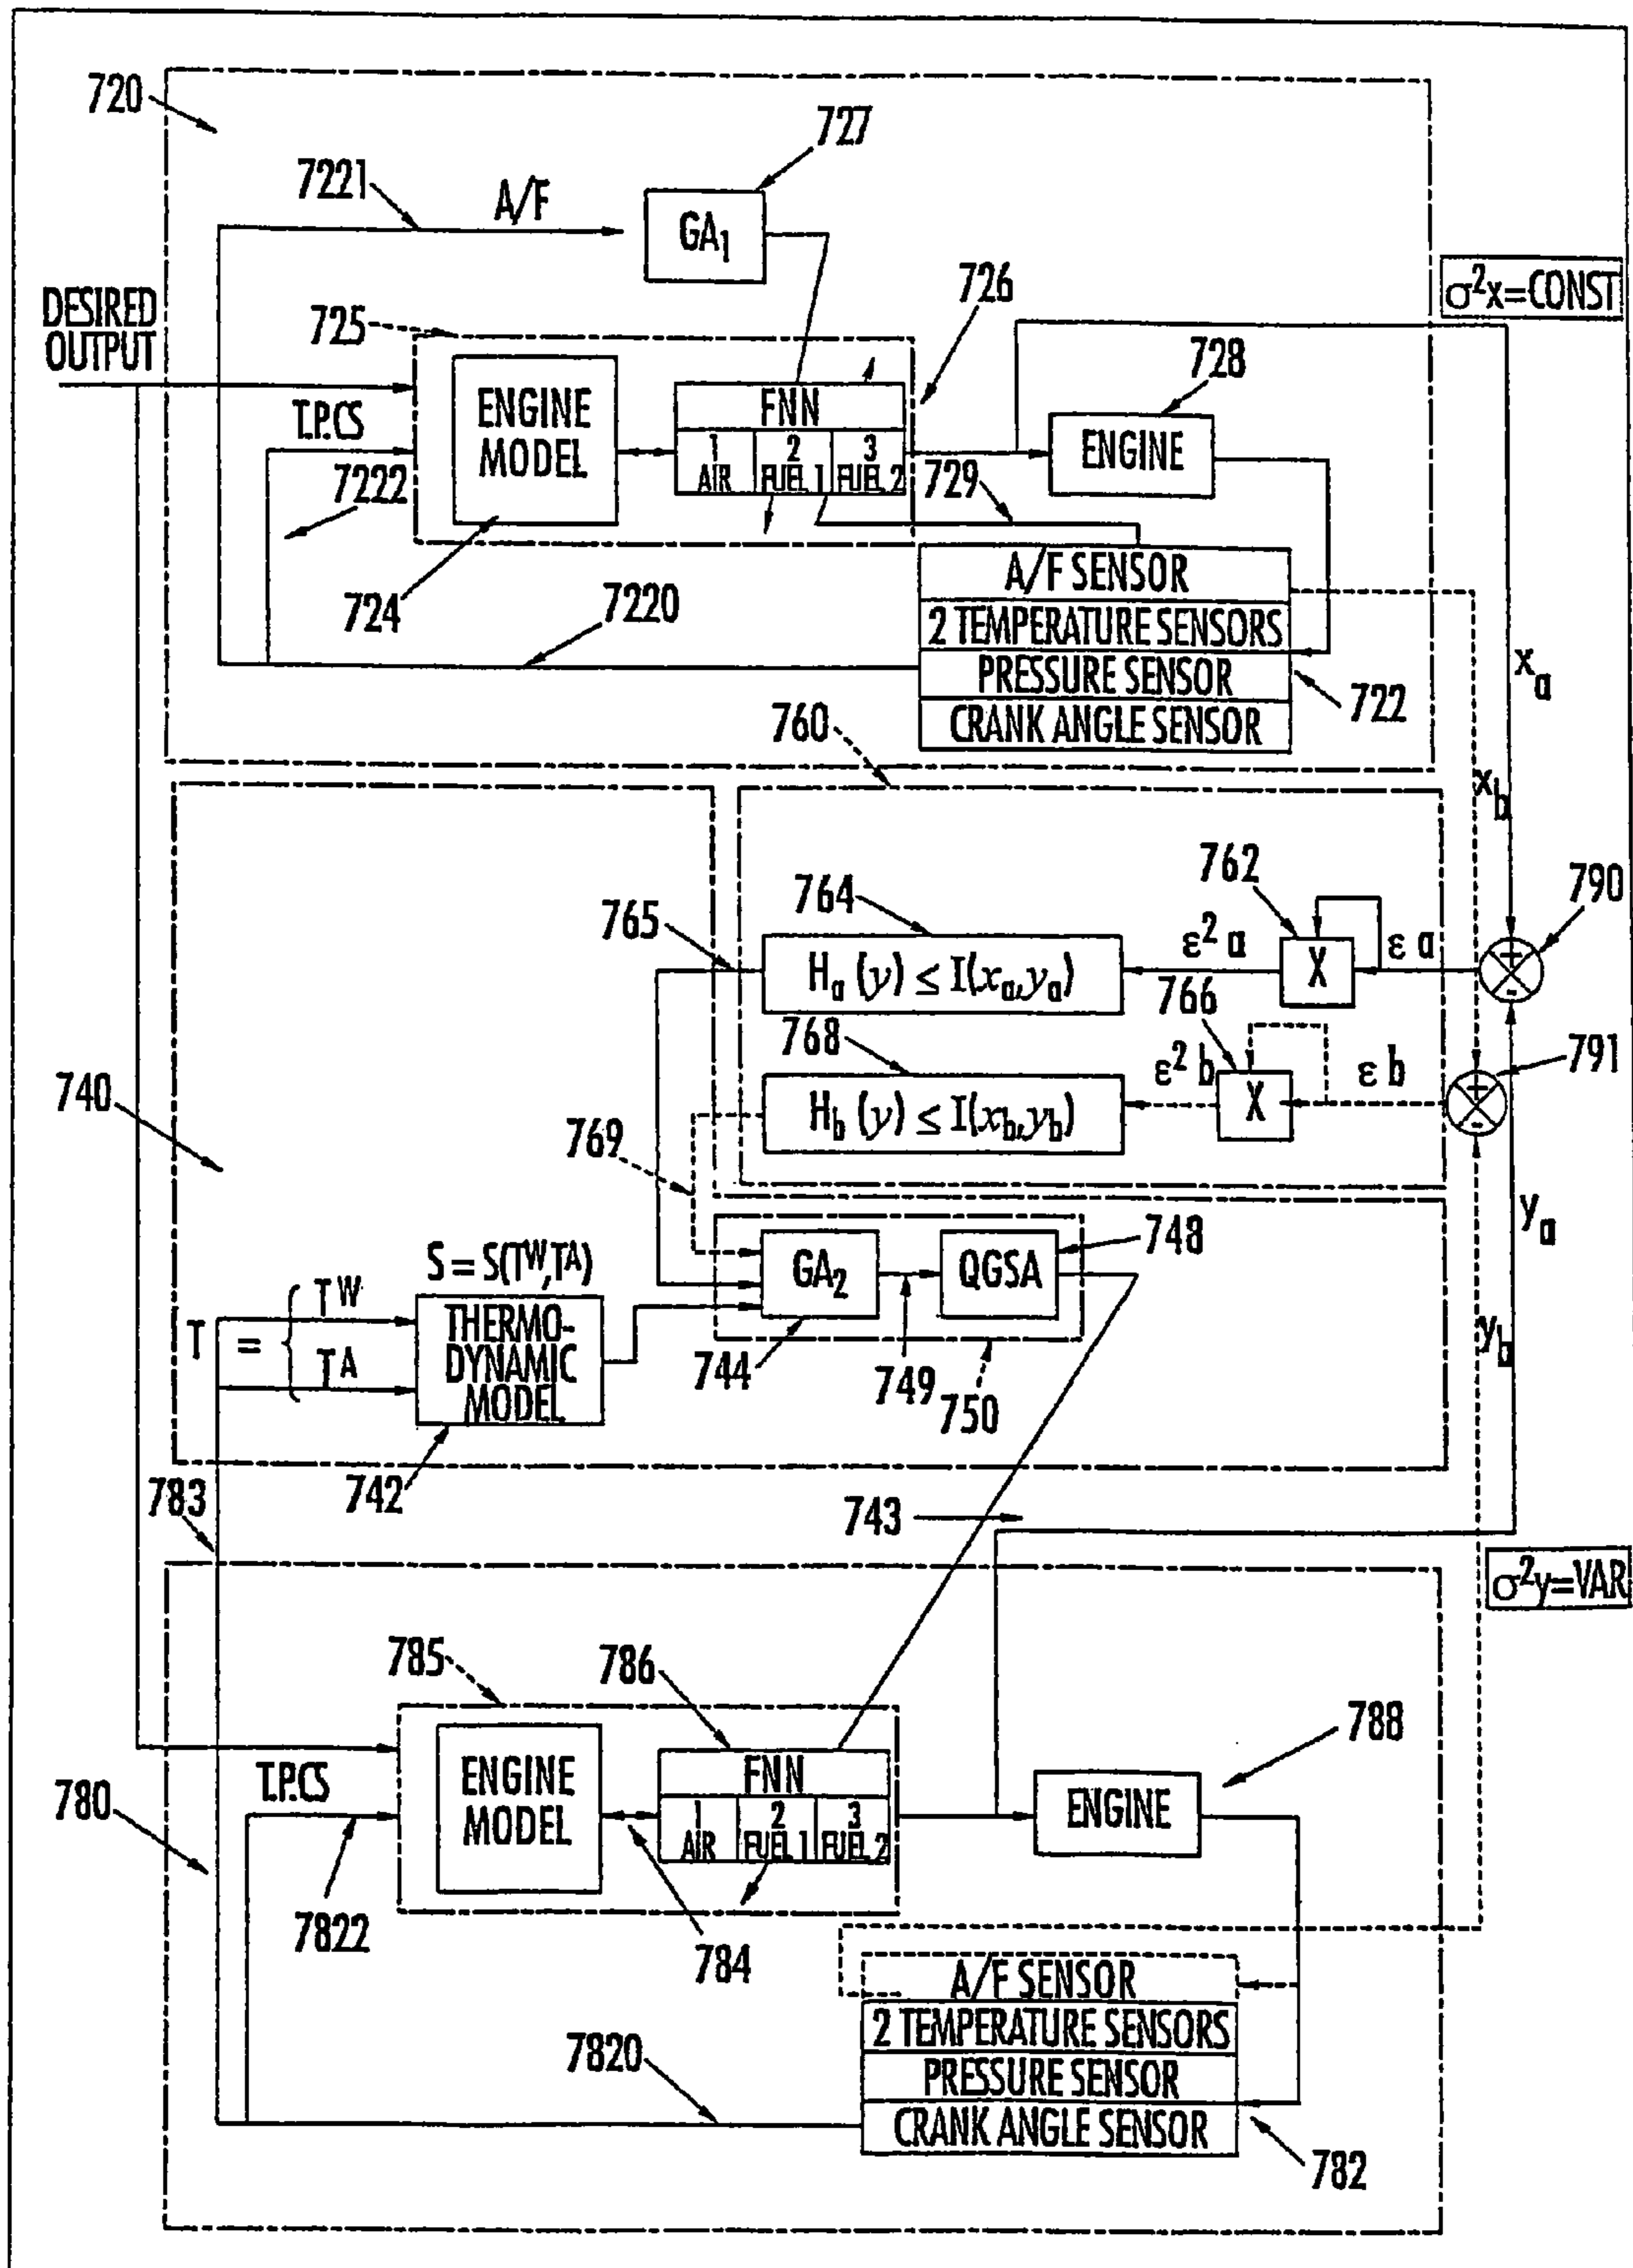 720
727
7221
A/F
GA₁
DESIRED
OUTPUT
725
726
σ²x=CONST
728
T.P.CS
ENGINE
MODEL
FNN
1
AIR
2
FUEL 1
3
FUEL 2
ENGINE
7222
729
724
7220
A/F SENSOR
2 TEMPERATURE SENSORS
PRESSURE SENSOR
CRANK ANGLE SENSOR
722
xₐ
760
x_b
762
790
764
765
ε² a
ε a
X
Hₐ (y) ≤ I(xₐ,yₐ)
766
768
ε² b
ε b
791
X
H_b (y) ≤ I(x_b,y_b)
740
769
yₐ
748
S = S(Tᵂ,Tᴬ)
GA₂
QGSA
T = { Tᵂ
Tᴬ
THERMO-
DYNAMIC
MODEL
y_b
744
749
750
742
783
743
σ²y=VAR
785
786
788
T.P.CS
ENGINE
MODEL
FNN
1
AIR
2
FUEL 1
3
FUEL 2
ENGINE
780
7822
784
A/F SENSOR
2 TEMPERATURE SENSORS
PRESSURE SENSOR
CRANK ANGLE SENSOR
7820
782